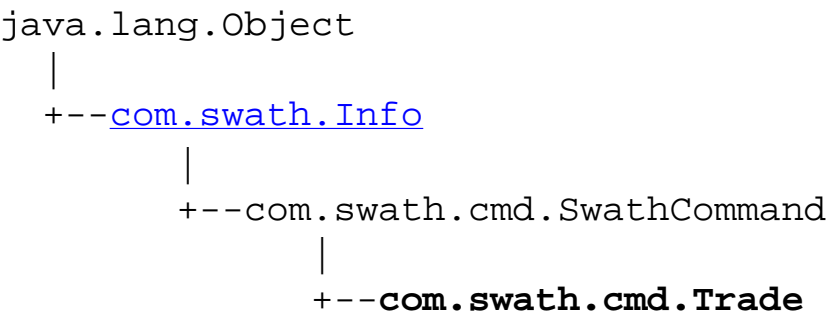 java.lang.Object
|
+--com.swath.Info
|
+--com.swath.cmd.SwathCommand
|
+--com.swath.cmd.Trade